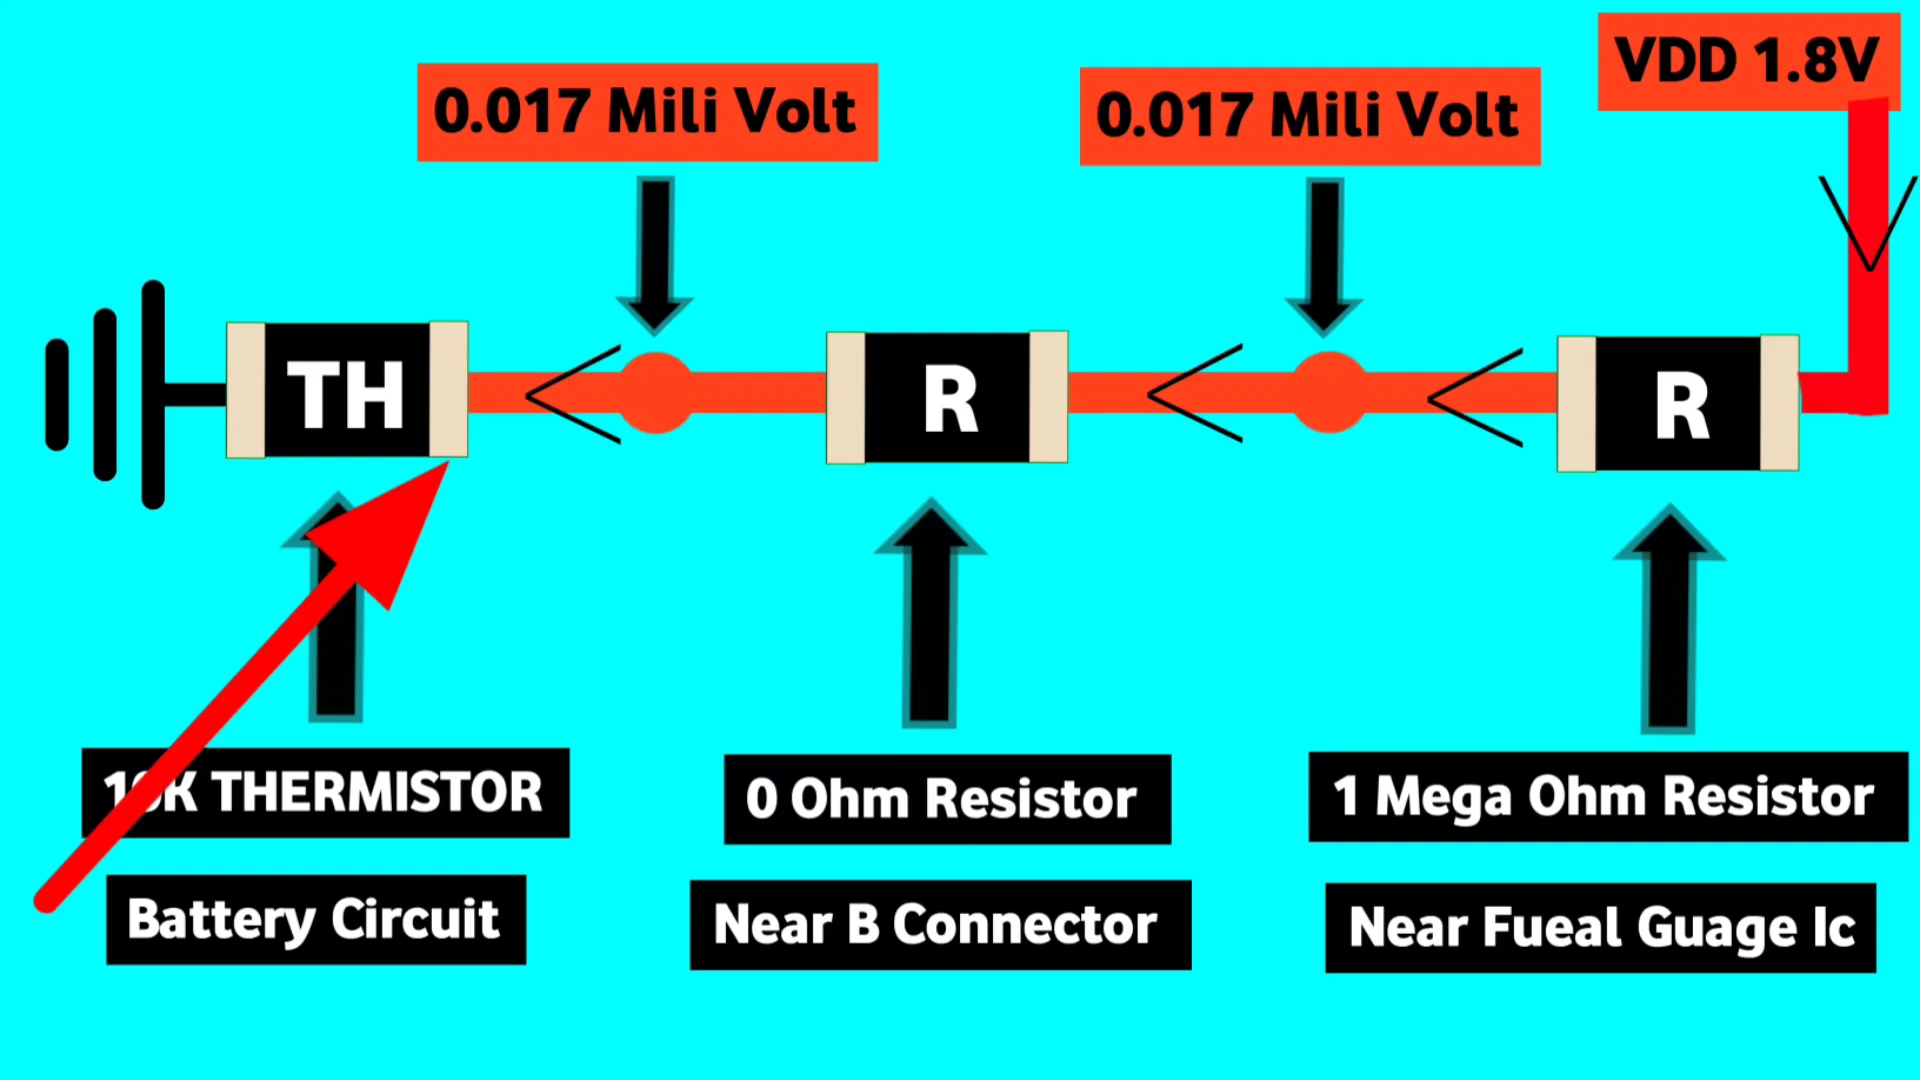 VDD 1.8V
0.017 Mili Volt
0.017 Mili Volt
TH
R
R
10K THERMISTOR
0 Ohm Resistor
1 Mega Ohm Resistor
Battery Circuit
Near B Connector
Near Fueal Guage Ic